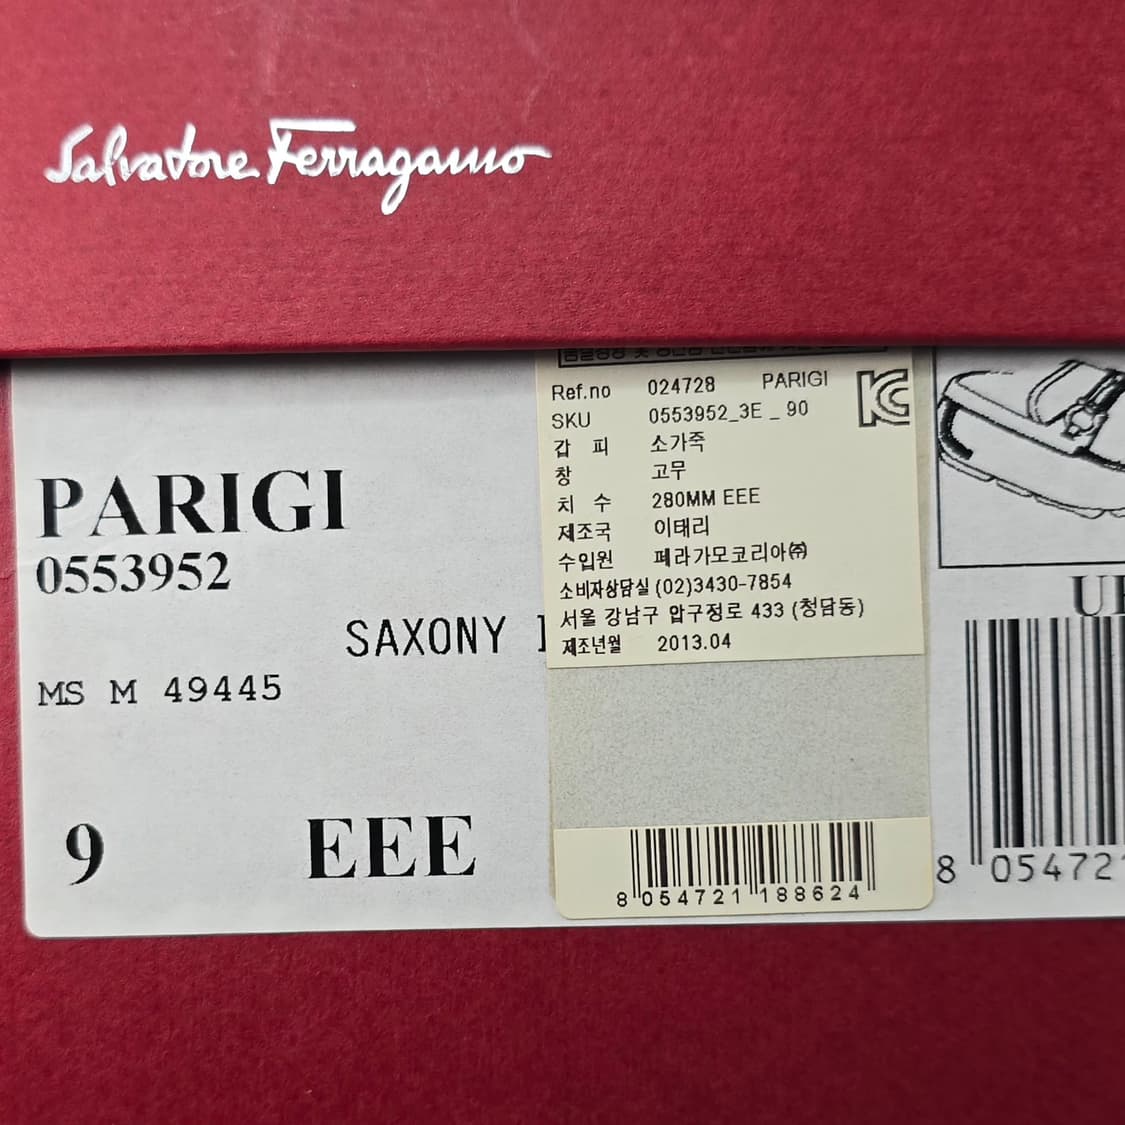 Salvatore Ferragamo
Ref.no 024728 PARIGI
SKU 0553952_3E _ 90
갑 피 소가죽
창 고무
치 수 280MM EEE
제조국 이태리
수입원 페라가모코리아㈜
소비자상담실 (02)3430-7854
서울 강남구 압구정로 433 (청담동)
제조년월 2013.04
PARIGI
0553952
SAXONY
MS M 49445
9 EEE
8 054721 188624
8 05472